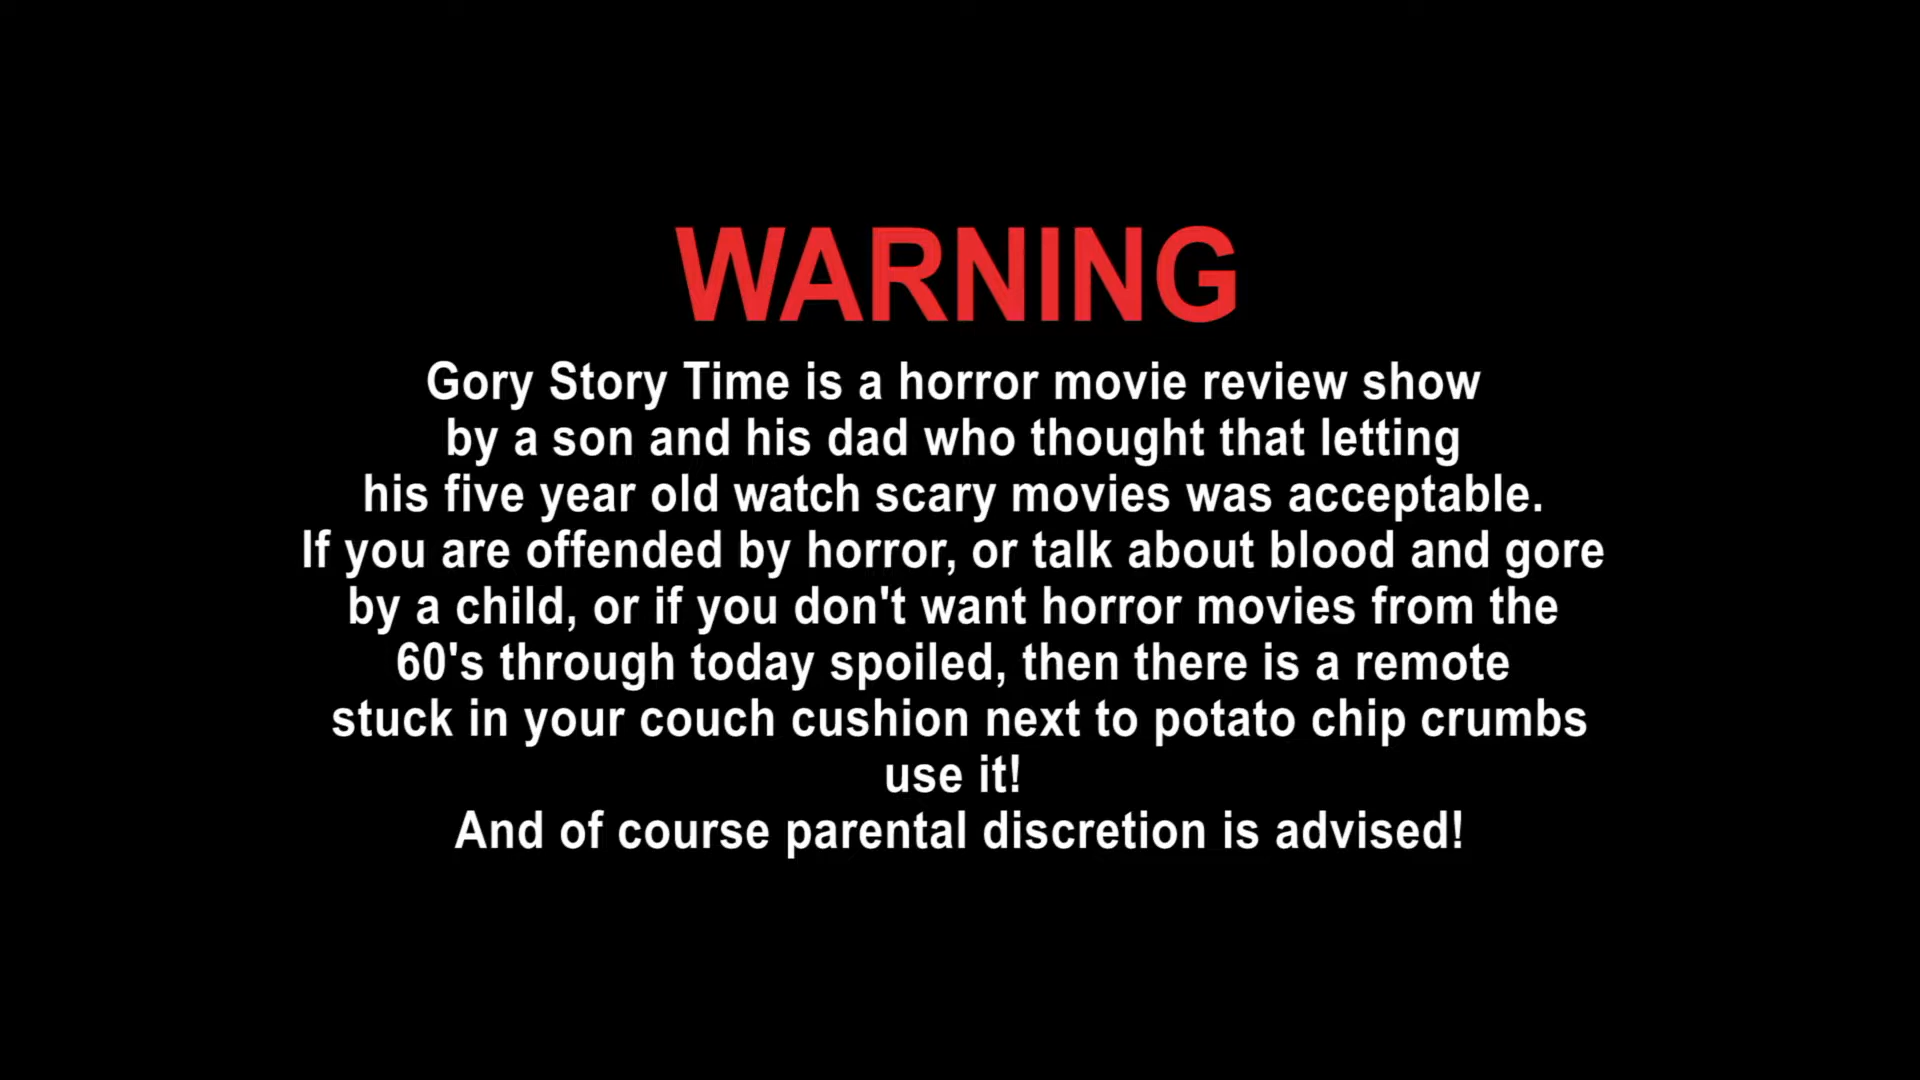 WARNING
Gory Story Time is a horror movie review show
by a son and his dad who thought that letting
his five year old watch scary movies was acceptable.
If you are offended by horror, or talk about blood and gore
by a child, or if you don't want horror movies from the
60's through today spoiled, then there is a remote
stuck in your couch cushion next to potato chip crumbs
use it!
And of course parental discretion is advised!